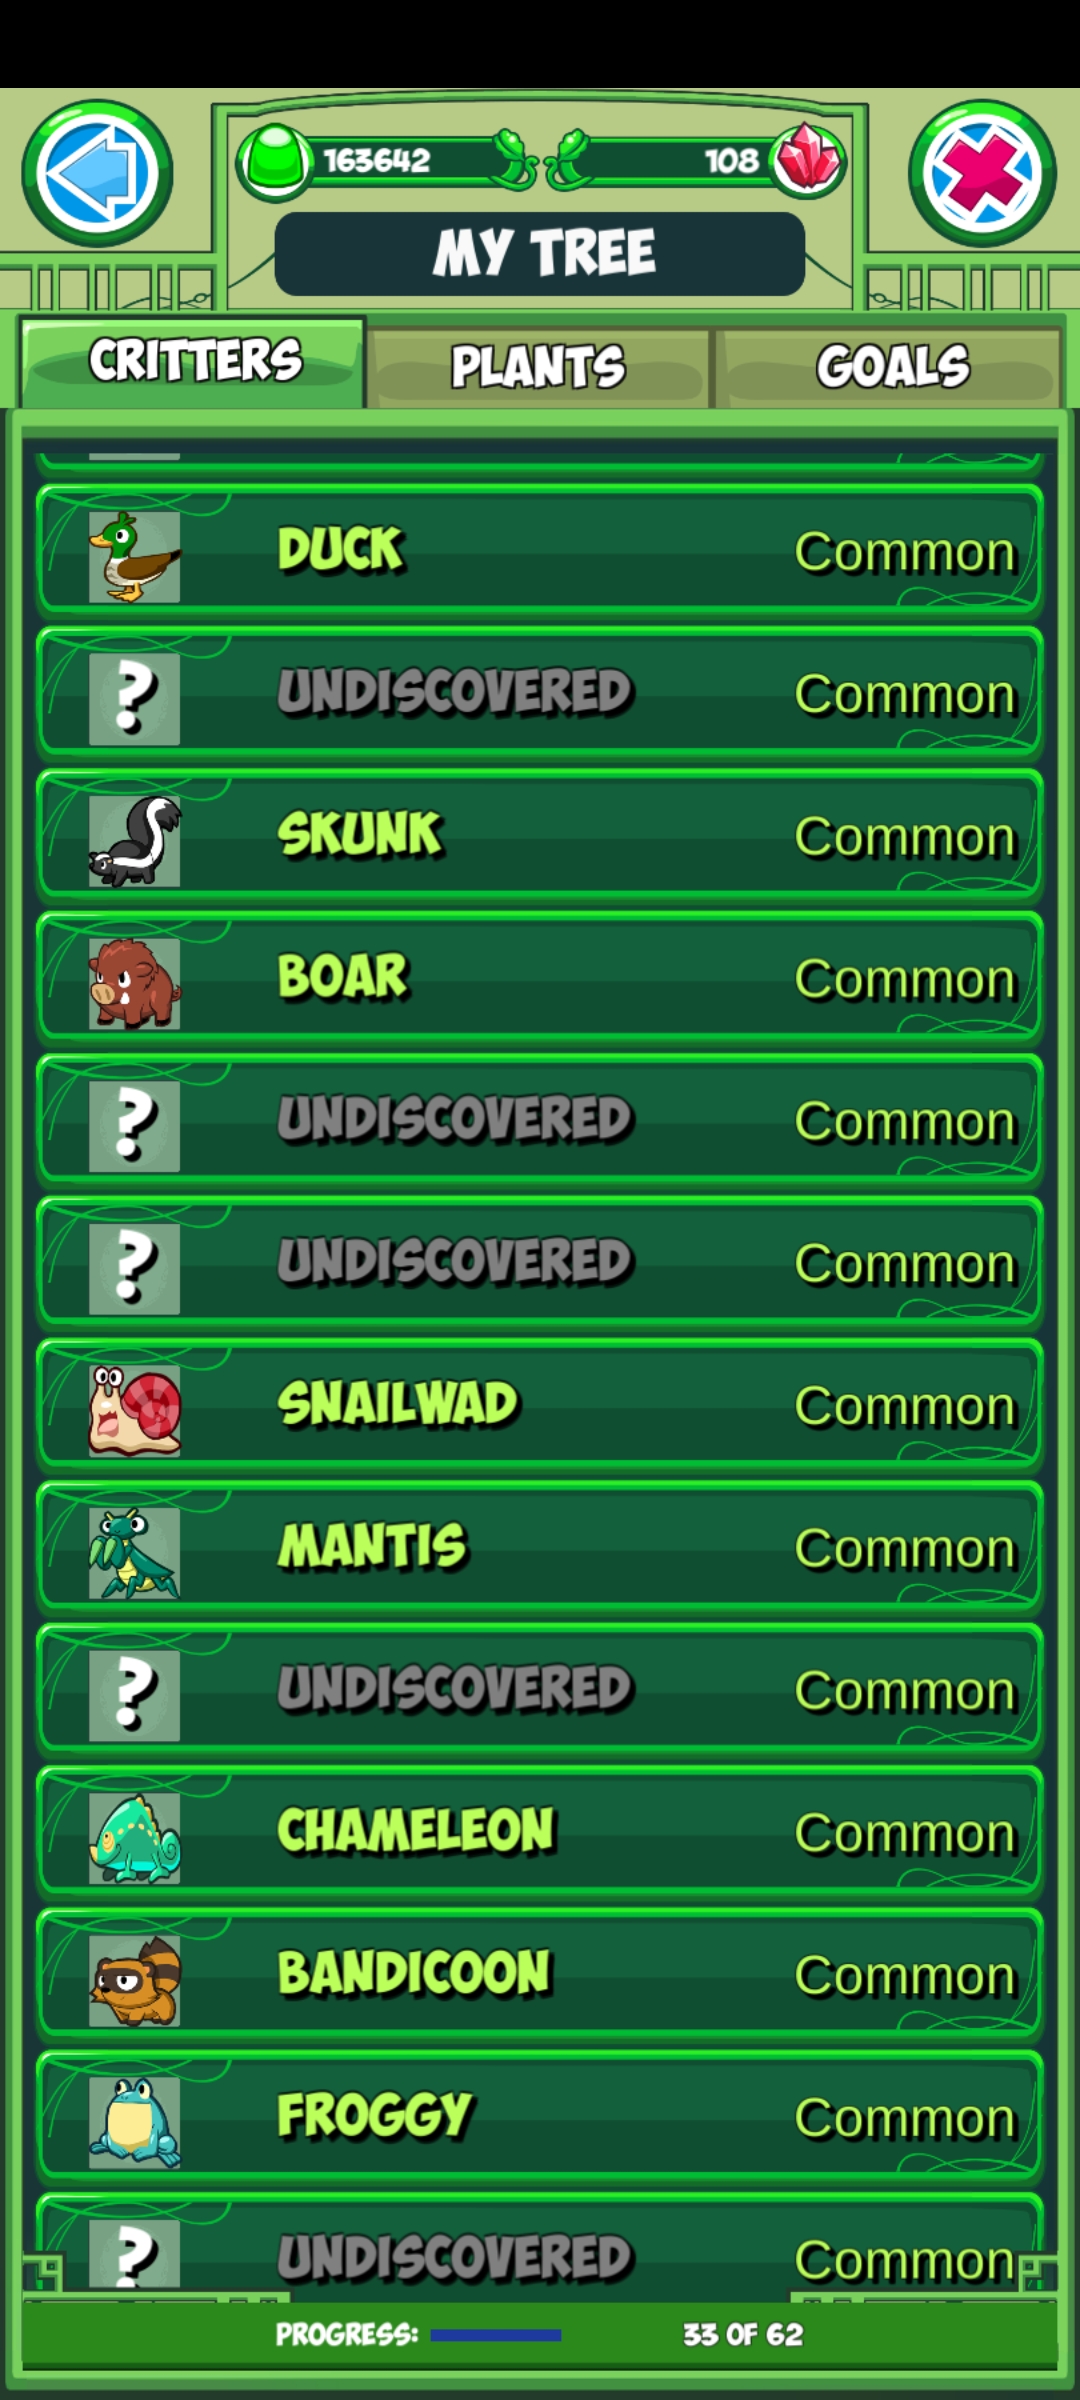 163642
108
MY TREE
CRITTERS
PLANTS
GOALS
DUCK
Common
UNDISCOVERED
Common
SKUNK
Common
BOAR
Common
UNDISCOVERED
Common
UNDISCOVERED
Common
SNAILWAD
Common
MANTIS
Common
UNDISCOVERED
Common
CHAMELEON
Common
BANDICOON
Common
FROGGY
Common
UNDISCOVERED
Common
PROGRESS:
33 OF 62